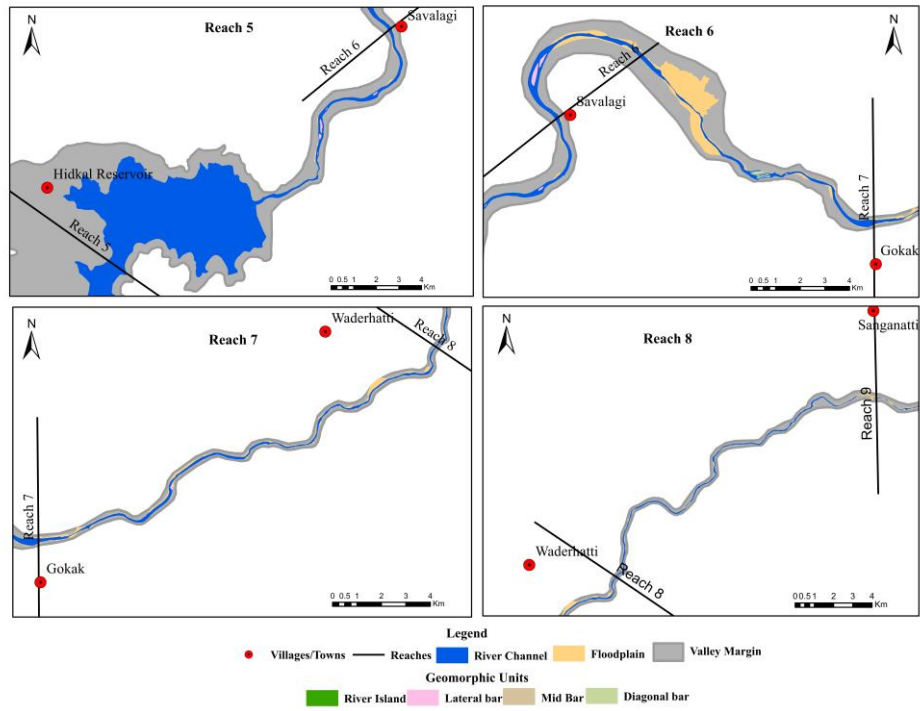 N
Reach 5
Savalagi
Reach 6
Hidkal Reservoir
Reach 5
0 0.5 1 2 3 4
Km
Reach 6
N
Reach 6
Savalagi
Reach 7
Gokak
0 0.5 1 2 3 4
Km
N
Waderhatti
Reach 7
Reach 8
Reach 7
Gokak
0 0.5 1 2 3 4
Km
N
Reach 8
Sanganatti
Reach 9
Waderhatti
Reach 8
0 0.5 1 2 3 4
Km
Legend
Villages/Towns Reaches River Channel Floodplain Valley Margin
Geomorphic Units
River Island Lateral bar Mid Bar Diagonal bar